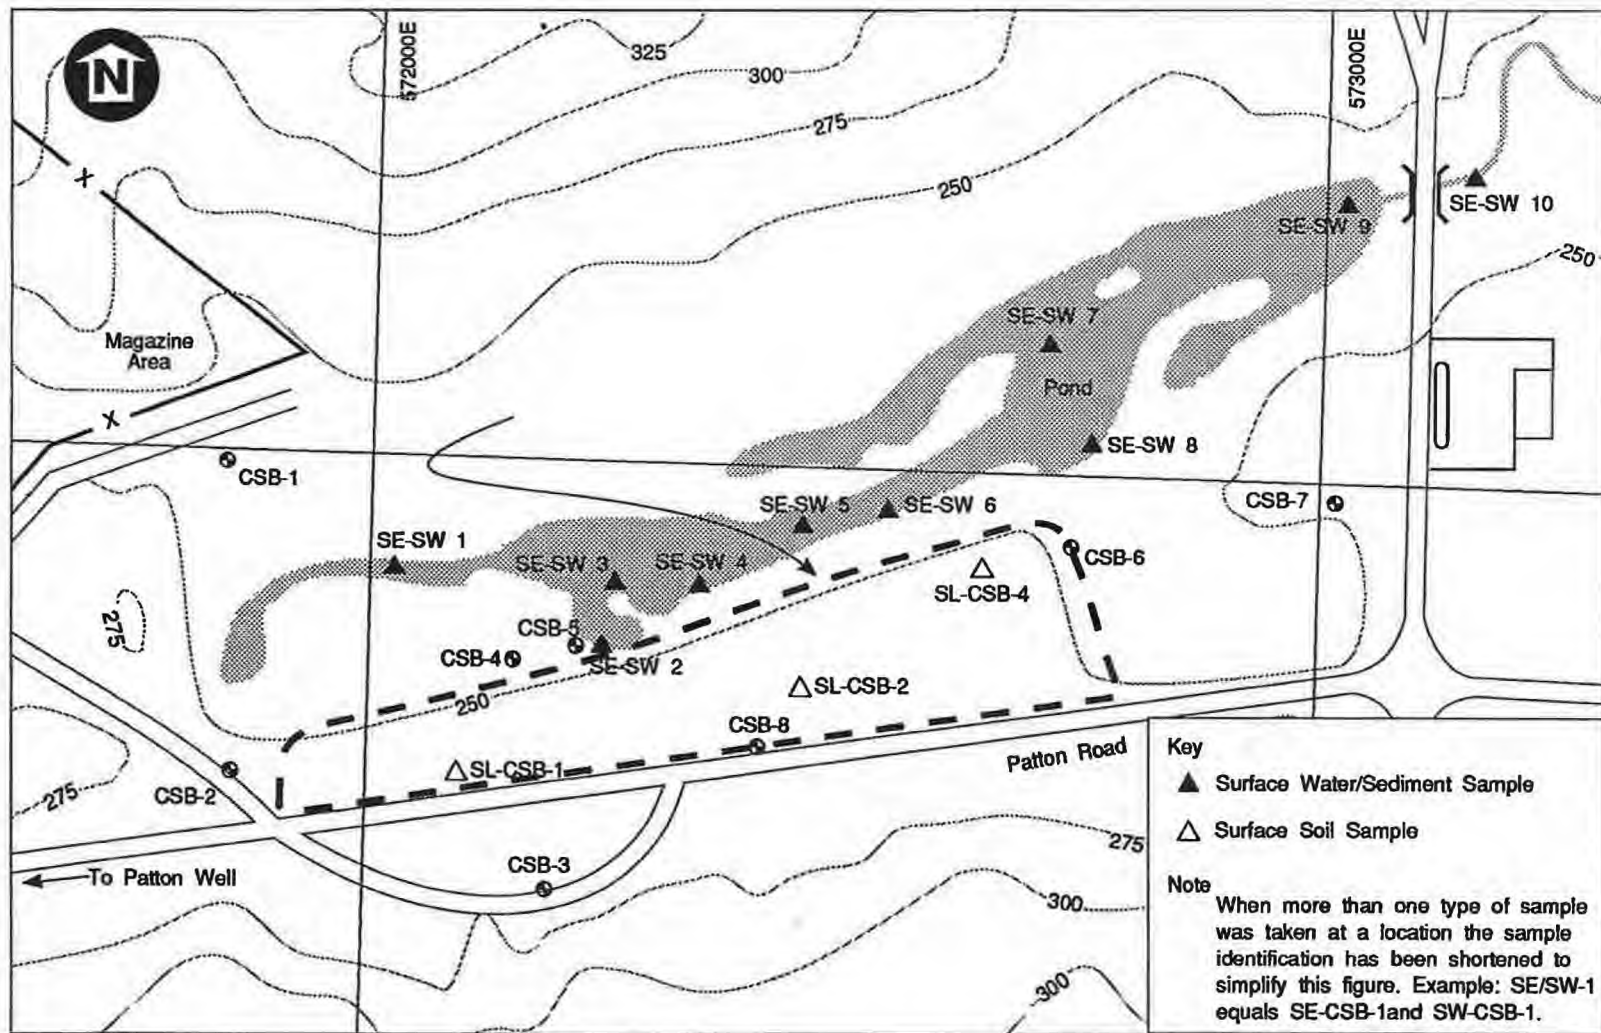 N
572000E
573000E
325
300
275
250
SE-SW 10
SE-SW 9
250
SE-SW 7
Magazine
Area
Pond
X
X
SE-SW 8
CSB-1
CSB-7
SE-SW 5
SE-SW 6
SE-SW 1
SE-SW 3
SE-SW 4
CSB-6
SL-CSB-4
275
CSB-5
CSB-4
SE-SW 2
SL-CSB-2
250
CSB-8
SL-CSB-1
Patton Road
CSB-2
275
CSB-3
To Patton Well
275
300
300
Key
Surface Water/Sediment Sample
Surface Soil Sample
Note
When more than one type of sample
was taken at a location the sample
identification has been shortened to
simplify this figure. Example: SE/SW-1
equals SE-CSB-1and SW-CSB-1.